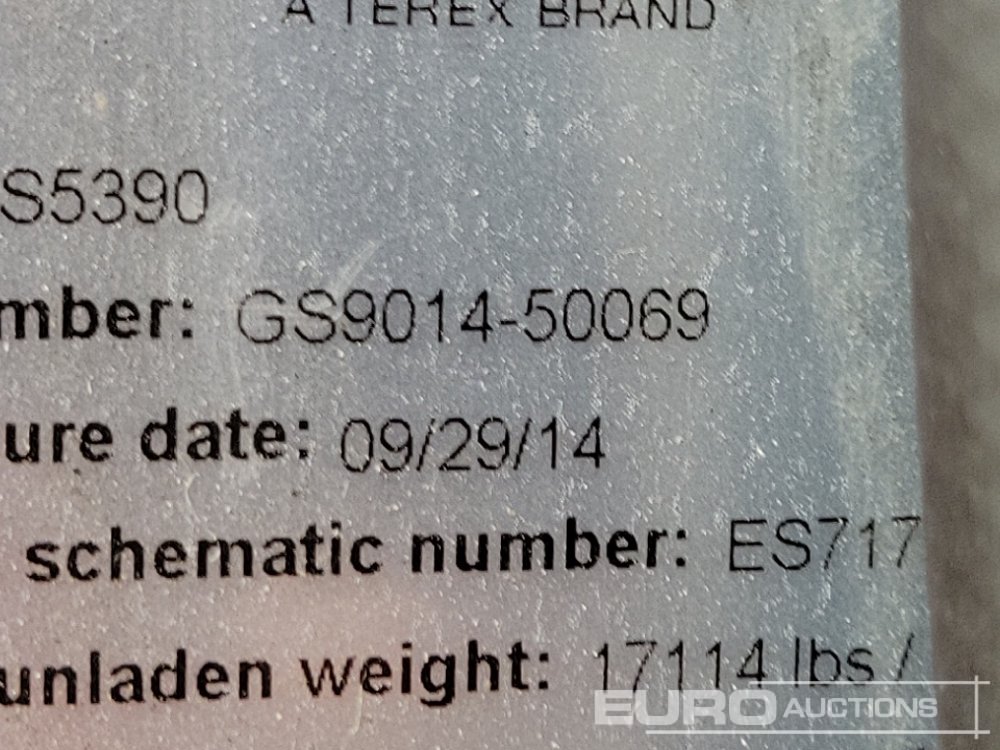 A TEREX BRAND
S5390
mber: GS9014-50069
ure date: 09/29/14
schematic number: ES717
unladen weight: 17114 lbs /
EURO AUCTIONS